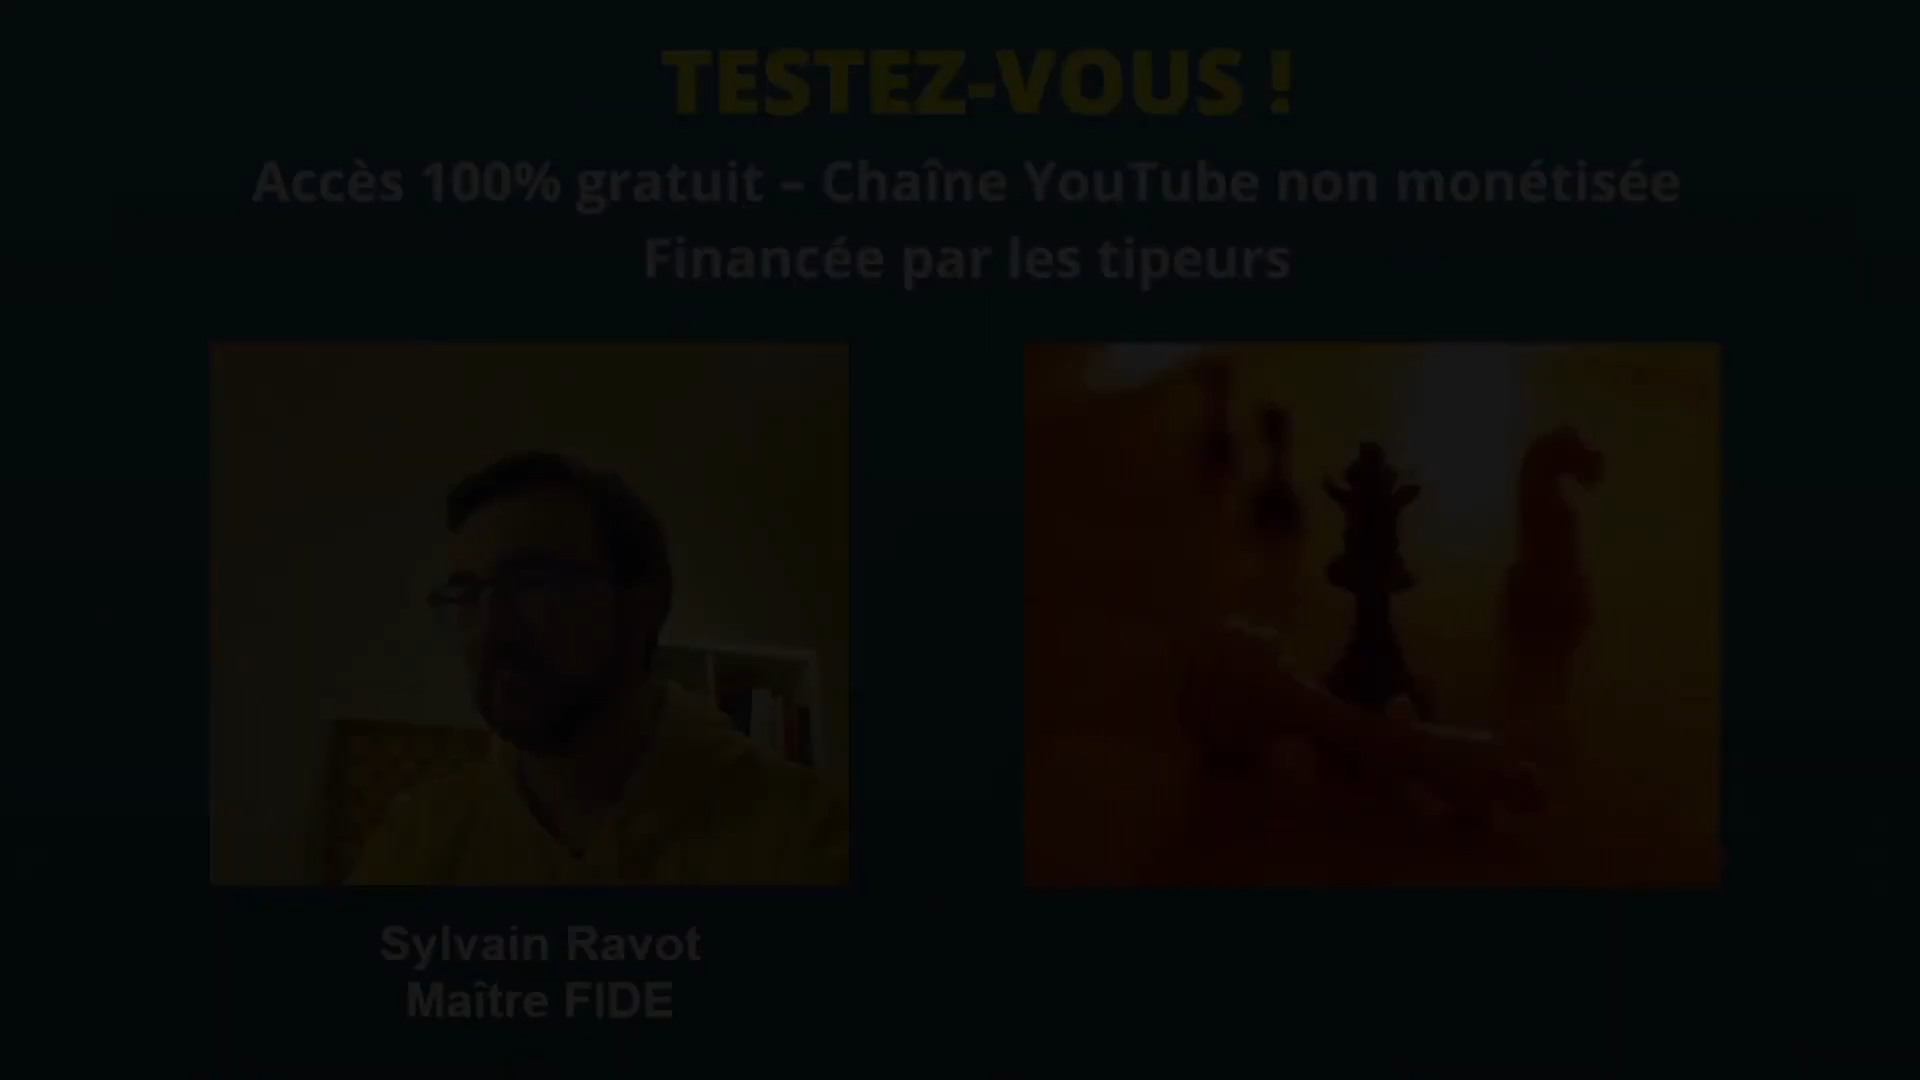 TESTEZ-VOUS !
Accès 100% gratuit – Chaîne YouTube non monétisée
Financée par les tipeurs
Sylvain Ravot
Maître FIDE